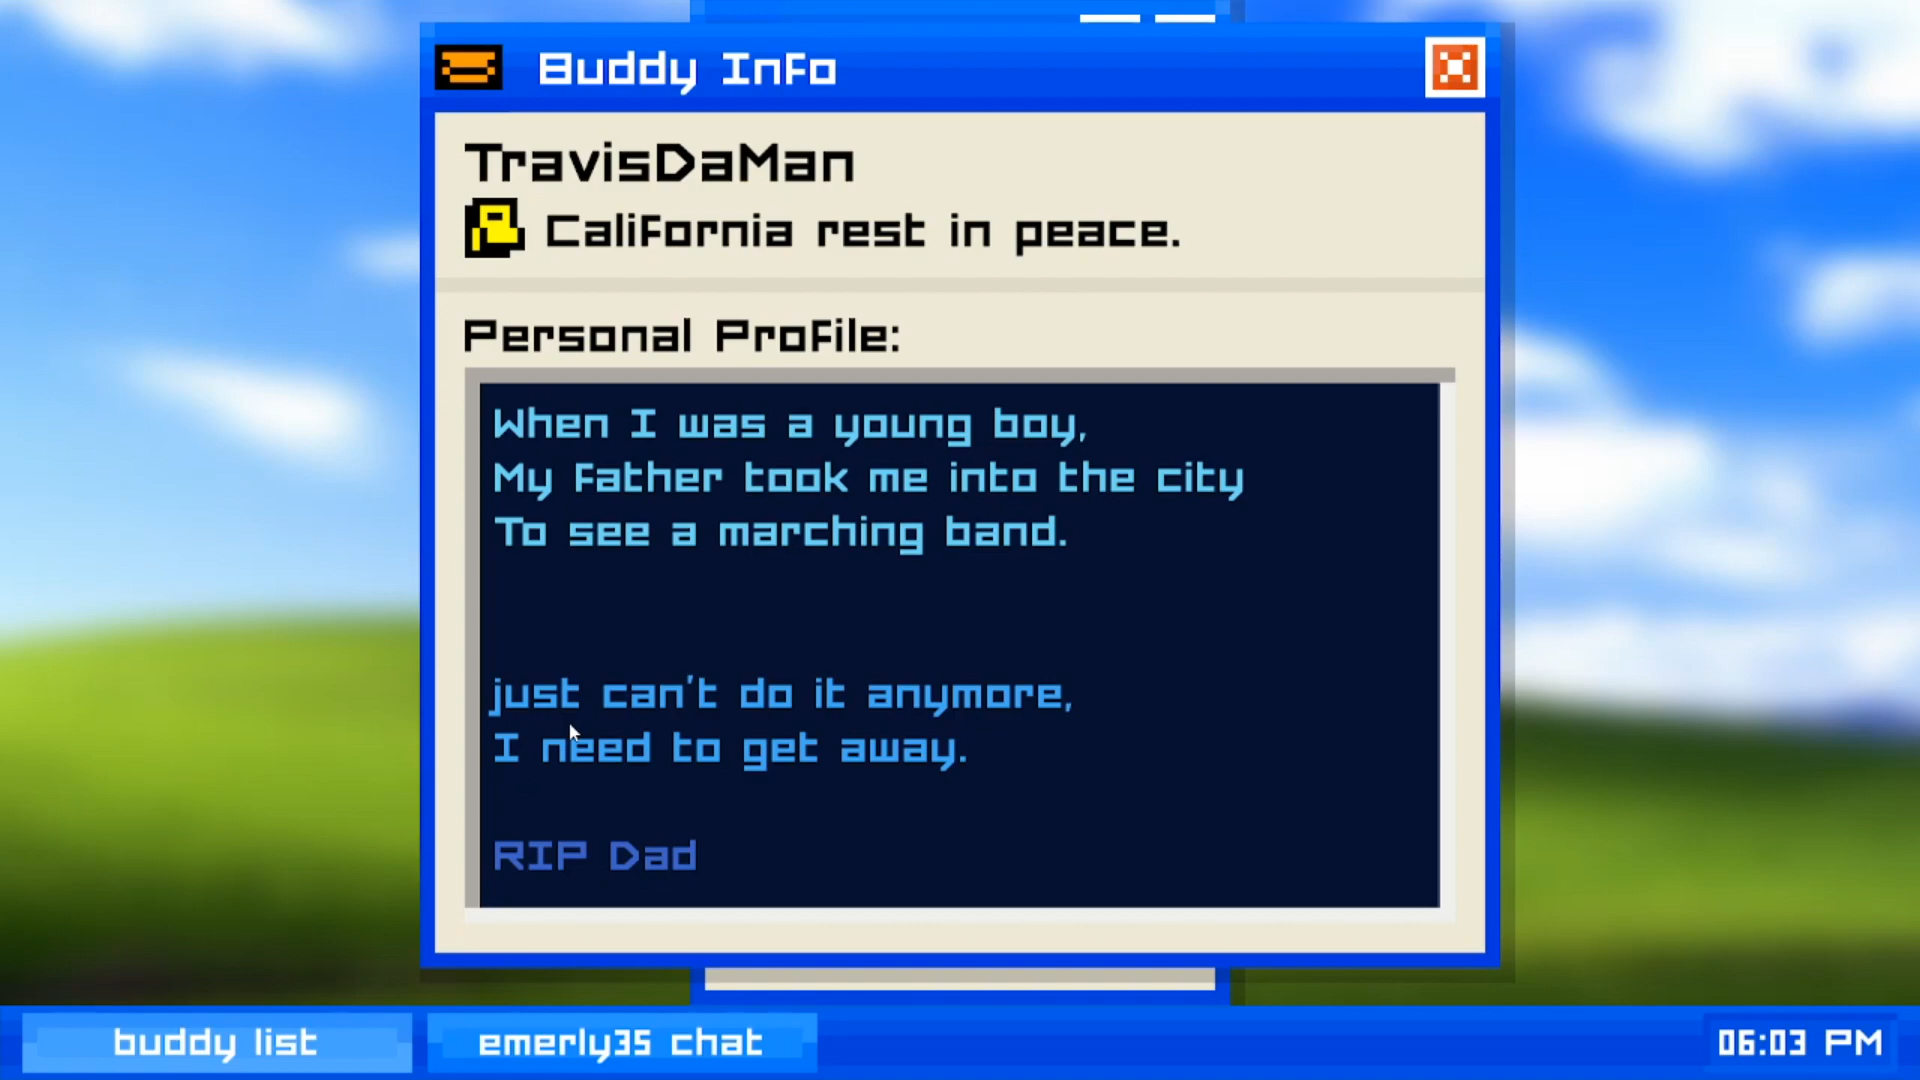 Buddy Info
TravisDaMan
California rest in peace.
Personal Profile:
When I was a young boy,
My father took me into the city
To see a marching band.
just can't do it anymore,
I need to get away.
RIP Dad
buddy list
emerly35 chat
06:03 PM